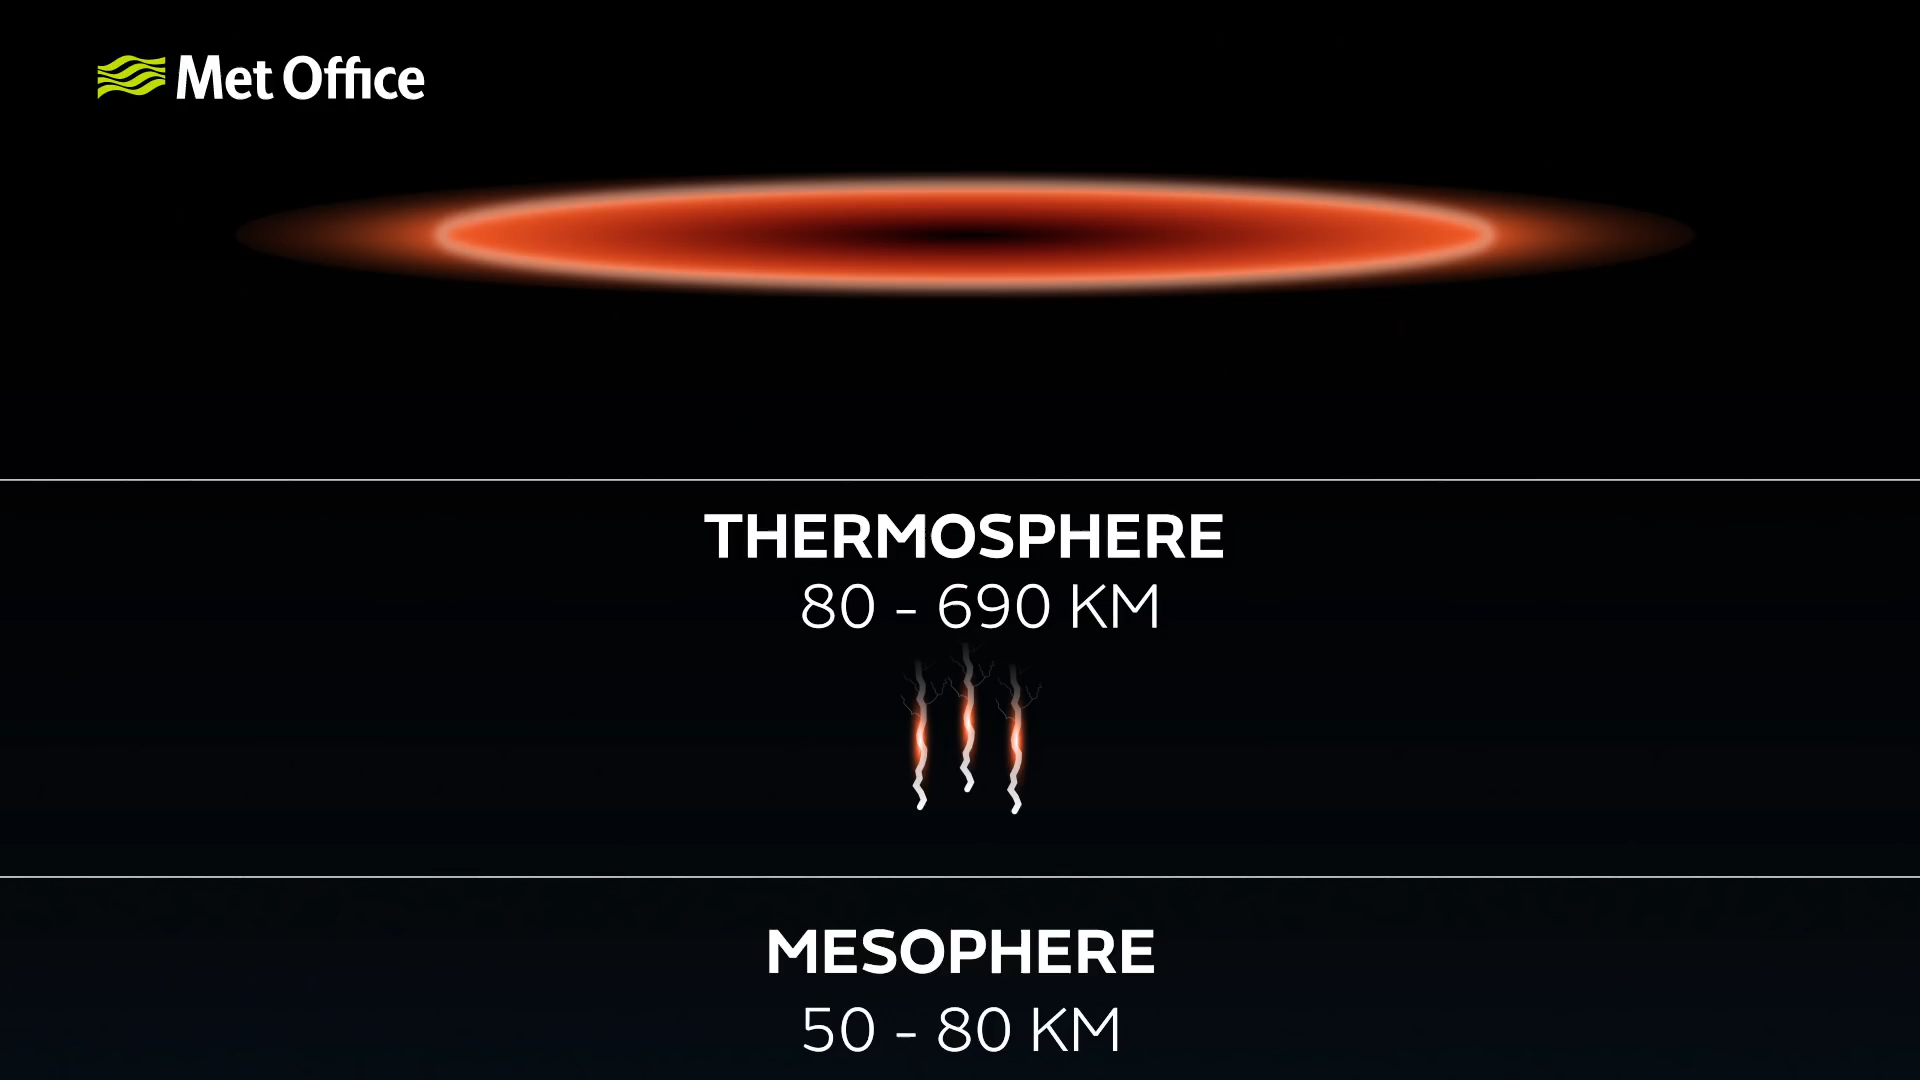 Met Office
THERMOSPHERE
80 - 690 KM
MESOPHERE
50 - 80 KM